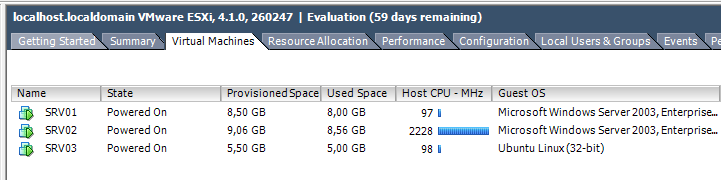 localhost.localdomain VMware ESXi, 4.1.0, 260247 | Evaluation (59 days remaining)
Getting Started Summary Virtual Machines Resource Allocation Performance Configuration Local Users & Groups Events Pe
Name State Provisioned Space Used Space Host CPU - MHz Guest OS
SRV01 Powered On 8,50 GB 8,00 GB 97 Microsoft Windows Server 2003, Enterprise...
SRV02 Powered On 9,06 GB 8,56 GB 2228 Microsoft Windows Server 2003, Enterprise...
SRV03 Powered On 5,50 GB 5,00 GB 98 Ubuntu Linux (32-bit)